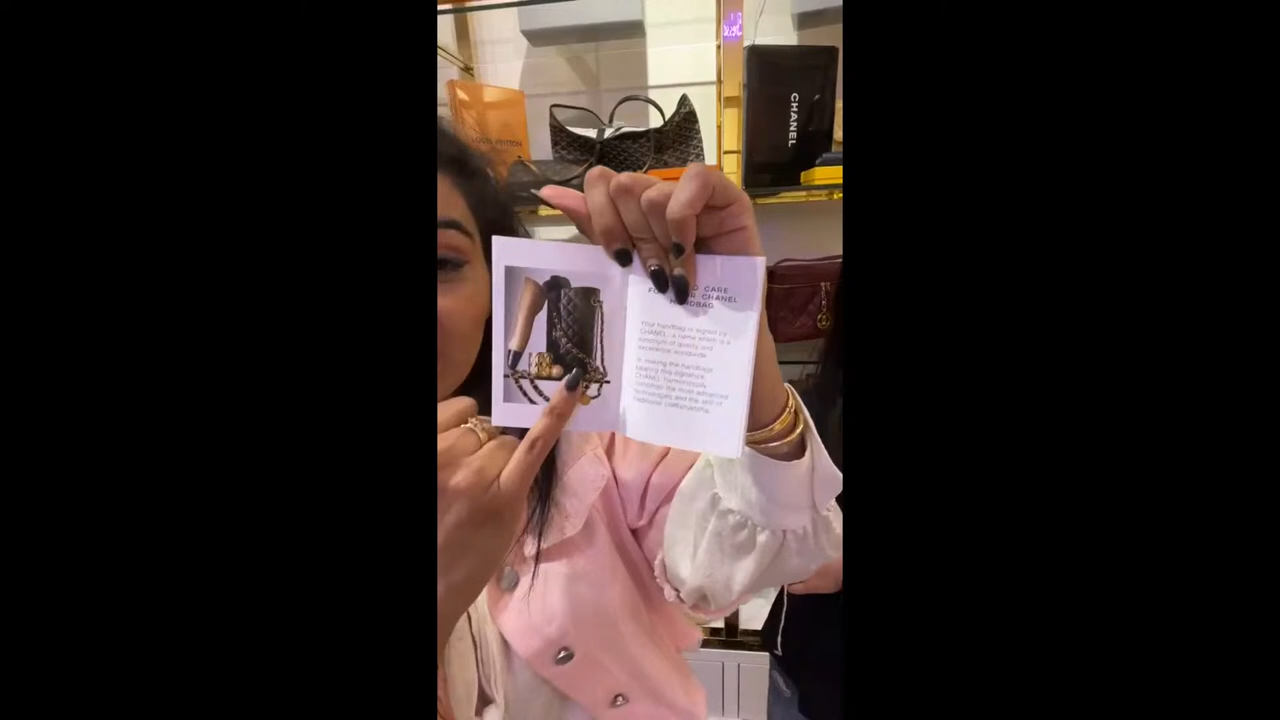 LOUIS VUITTON
CHANEL
CARE
CHANEL
Your handbag is signed by
CHANEL, a name which is a
synonym of quality and
excellence worldwide.
In making the handbags
bearing this signature,
CHANEL harmoniously
combines the most advanced
technologies and the skill of
traditional craftsmanship.